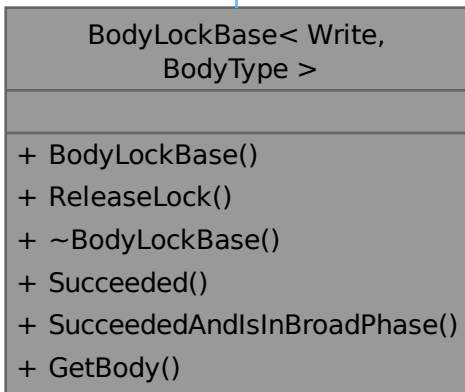 BodyLockBase< Write,
BodyType >
+ BodyLockBase()
+ ReleaseLock()
+ ~BodyLockBase()
+ Succeeded()
+ SucceededAndIsInBroadPhase()
+ GetBody()